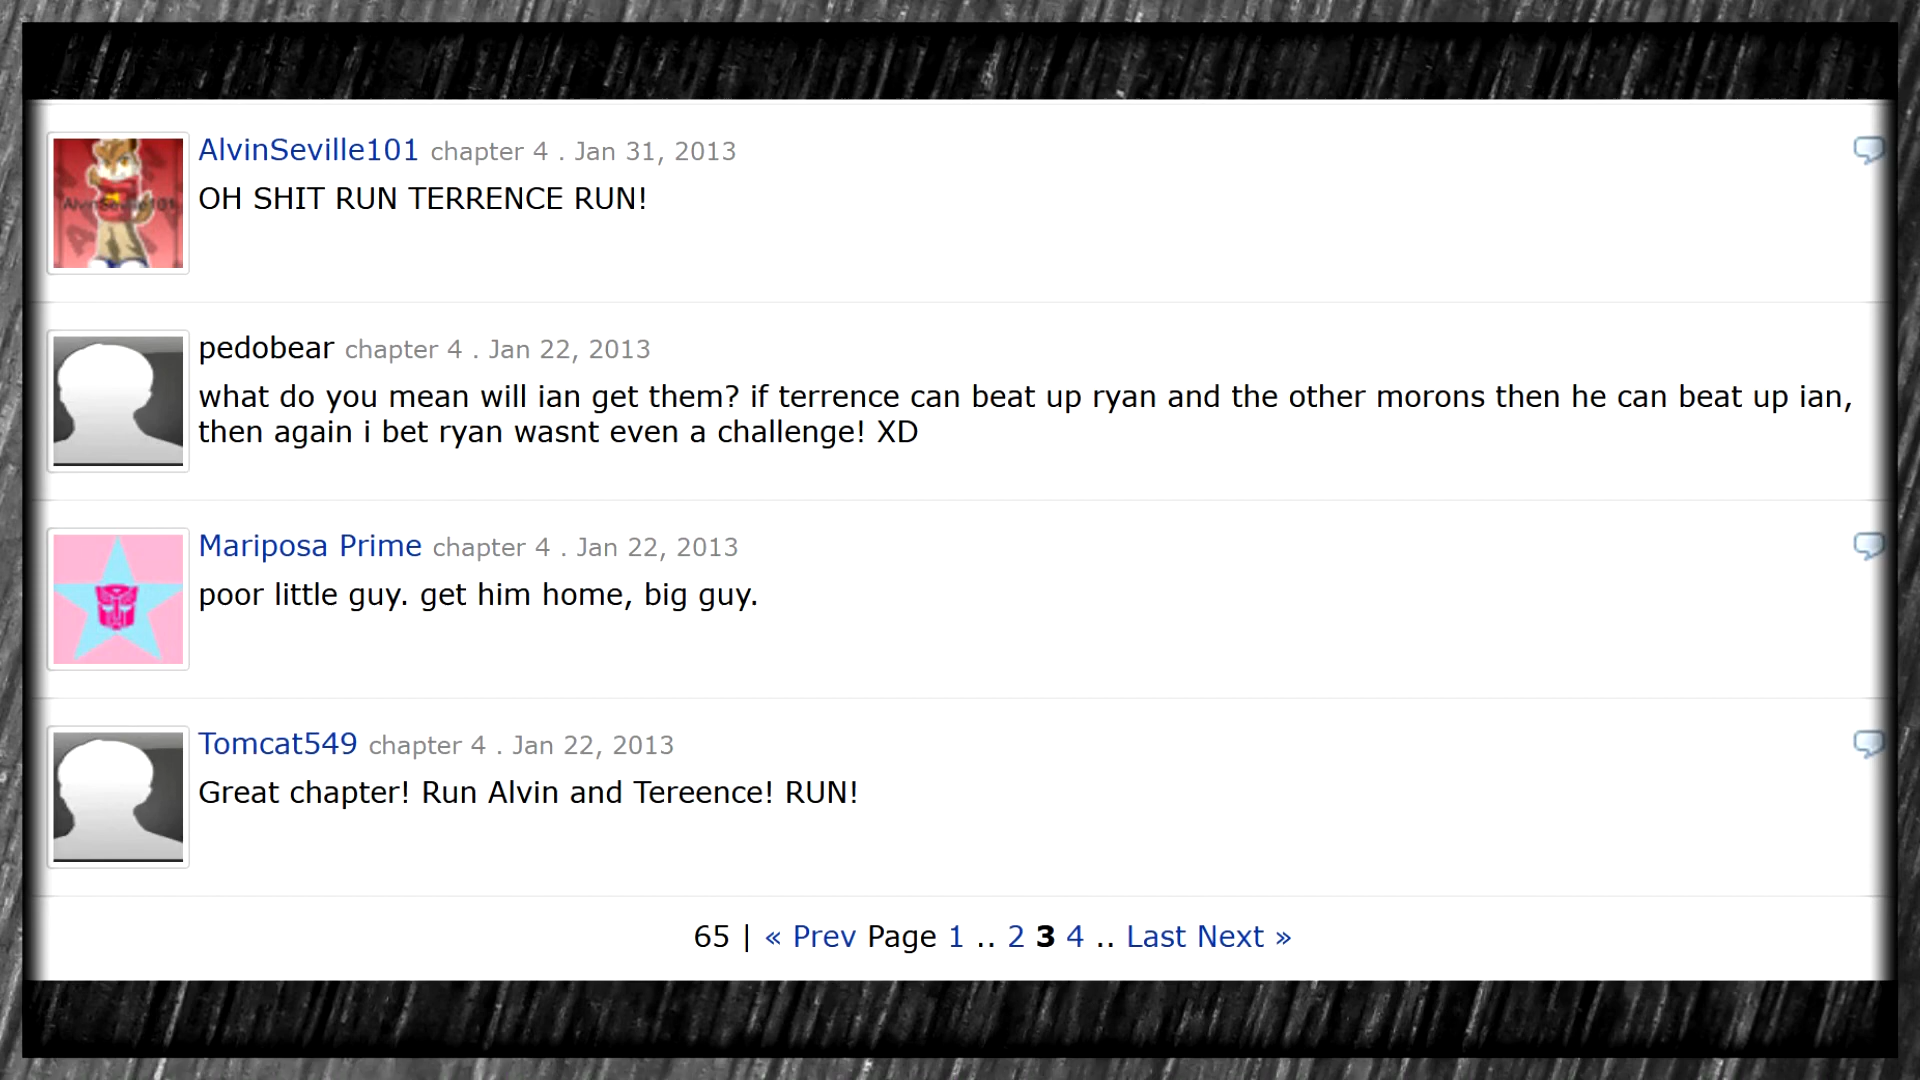 AlvinSeville101 chapter 4 . Jan 31, 2013
OH SHIT RUN TERRENCE RUN!
AlvinSeville101
pedobear chapter 4 . Jan 22, 2013
what do you mean will ian get them? if terrence can beat up ryan and the other morons then he can beat up ian,
then again i bet ryan wasnt even a challenge! XD
Mariposa Prime chapter 4 . Jan 22, 2013
poor little guy. get him home, big guy.
Tomcat549 chapter 4 . Jan 22, 2013
Great chapter! Run Alvin and Tereence! RUN!
65 | « Prev Page 1 .. 2 3 4 .. Last Next »